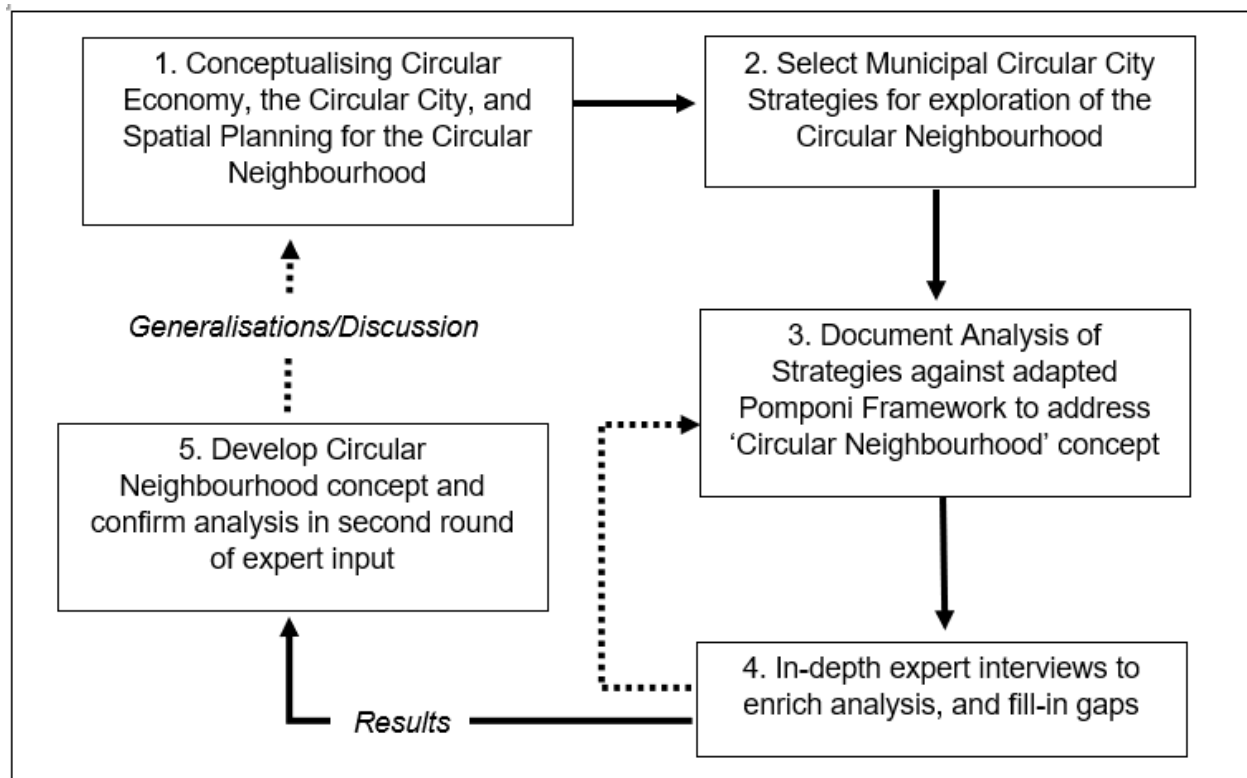 1. Conceptualising Circular
Economy, the Circular City, and
Spatial Planning for the Circular
Neighbourhood
2. Select Municipal Circular City
Strategies for exploration of the
Circular Neighbourhood
3. Document Analysis of
Strategies against adapted
Pomponi Framework to address
‘Circular Neighbourhood’ concept
4. In-depth expert interviews to
enrich analysis, and fill-in gaps
Results
5. Develop Circular
Neighbourhood concept and
confirm analysis in second round
of expert input
Generalisations/Discussion